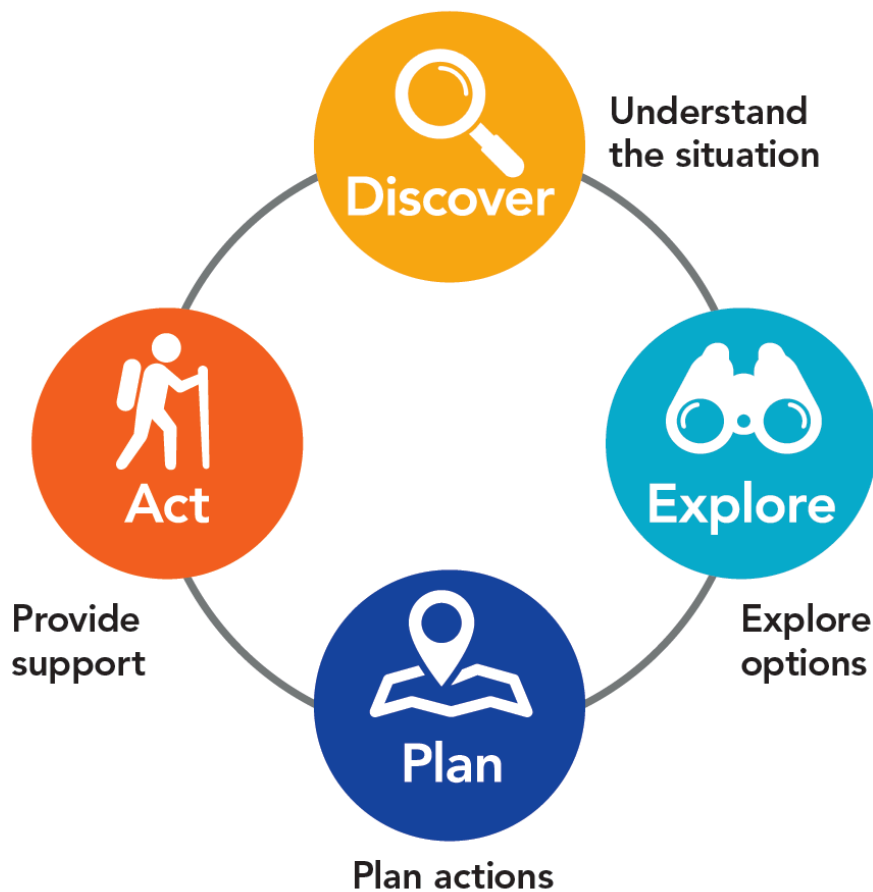 Discover
Understand
the situation
Explore
Explore
options
Plan
Plan actions
Act
Provide
support